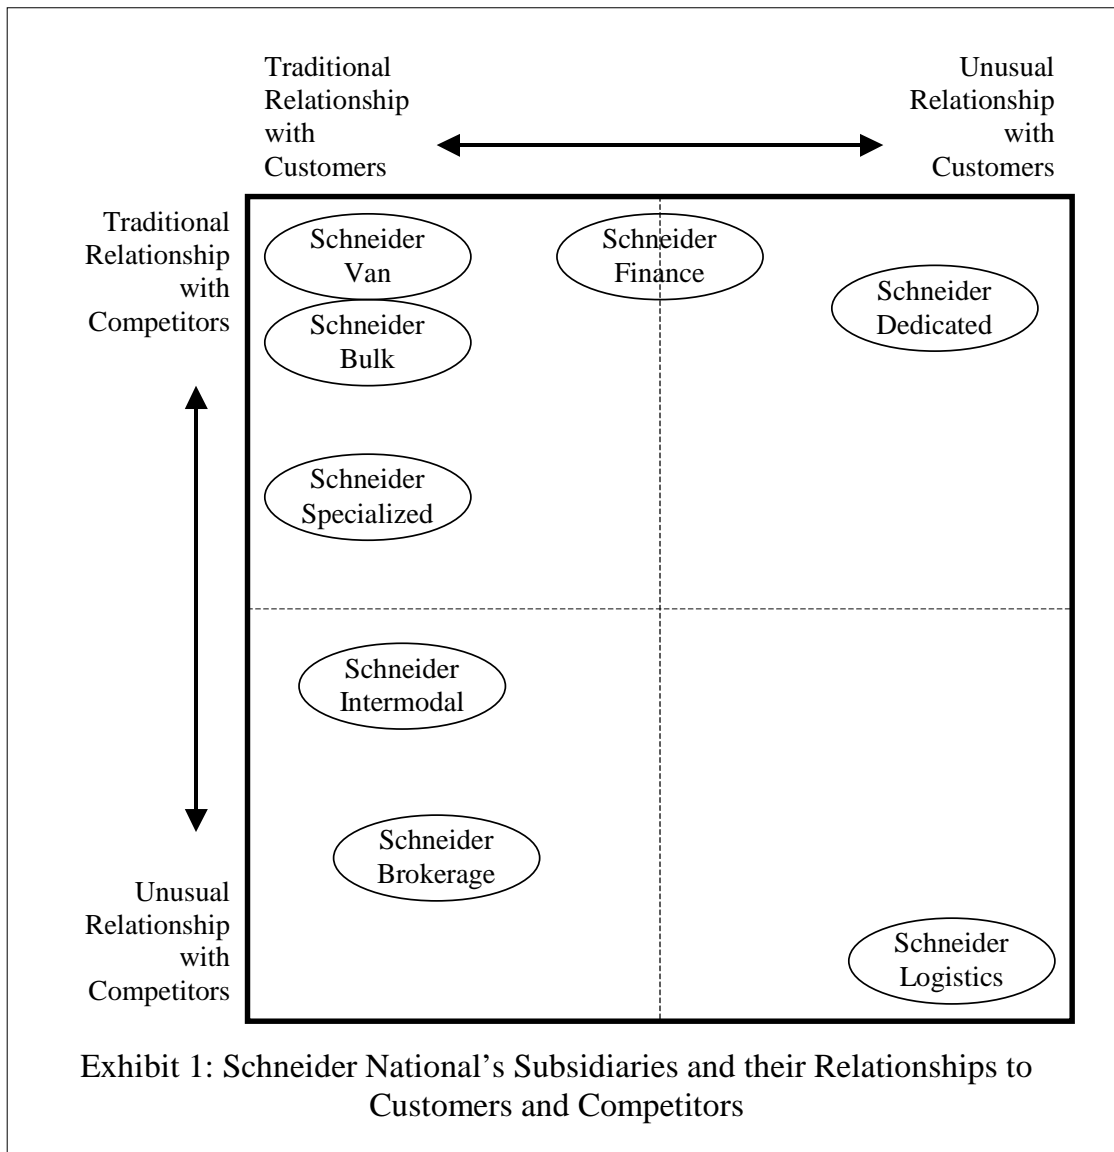 Traditional
Relationship
with
Customers
Unusual
Relationship
with
Customers
Traditional
Relationship
with
Competitors
Schneider
Van
Schneider
Finance
Schneider
Dedicated
Schneider
Bulk
Schneider
Specialized
Schneider
Intermodal
Schneider
Brokerage
Unusual
Relationship
with
Competitors
Schneider
Logistics
Exhibit 1: Schneider National's Subsidiaries and their Relationships to
Customers and Competitors